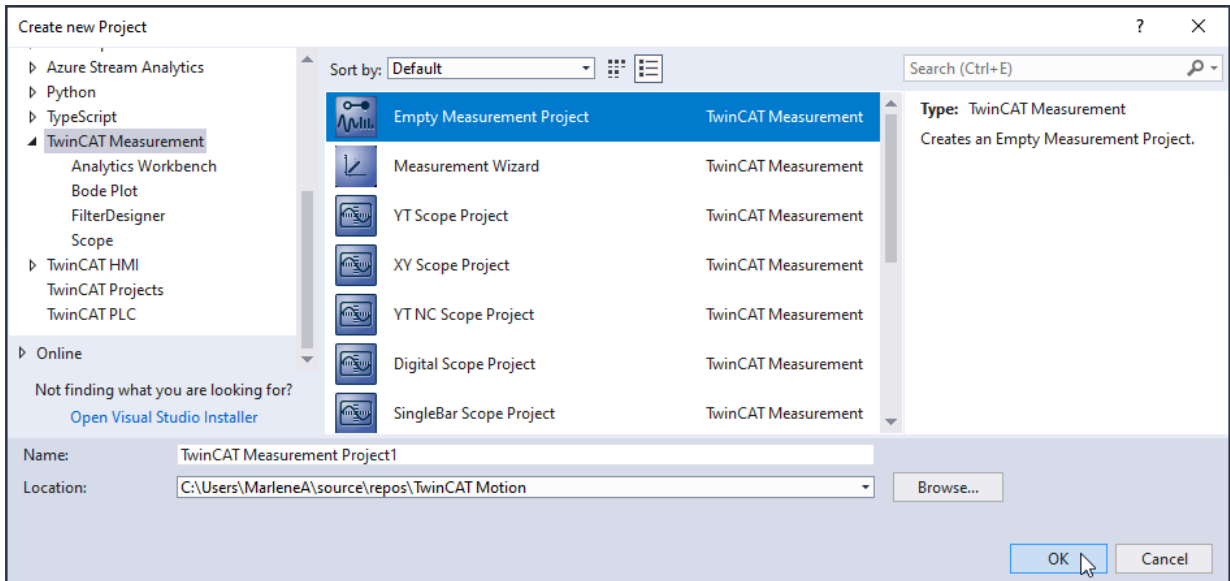 Create new Project
?
Azure Stream Analytics
Python
TypeScript
TwinCAT Measurement
Analytics Workbench
Bode Plot
FilterDesigner
Scope
TwinCAT HMI
TwinCAT Projects
TwinCAT PLC
Online
Not finding what you are looking for?
Open Visual Studio Installer
Sort by: Default
Empty Measurement Project TwinCAT Measurement
Measurement Wizard TwinCAT Measurement
YT Scope Project TwinCAT Measurement
XY Scope Project TwinCAT Measurement
YT NC Scope Project TwinCAT Measurement
Digital Scope Project TwinCAT Measurement
SingleBar Scope Project TwinCAT Measurement
Search (Ctrl+E)
Type: TwinCAT Measurement
Creates an Empty Measurement Project.
Name: TwinCAT Measurement Project1
Location: C:\Users\MarleneA\source\repos\TwinCAT Motion
Browse...
OK Cancel